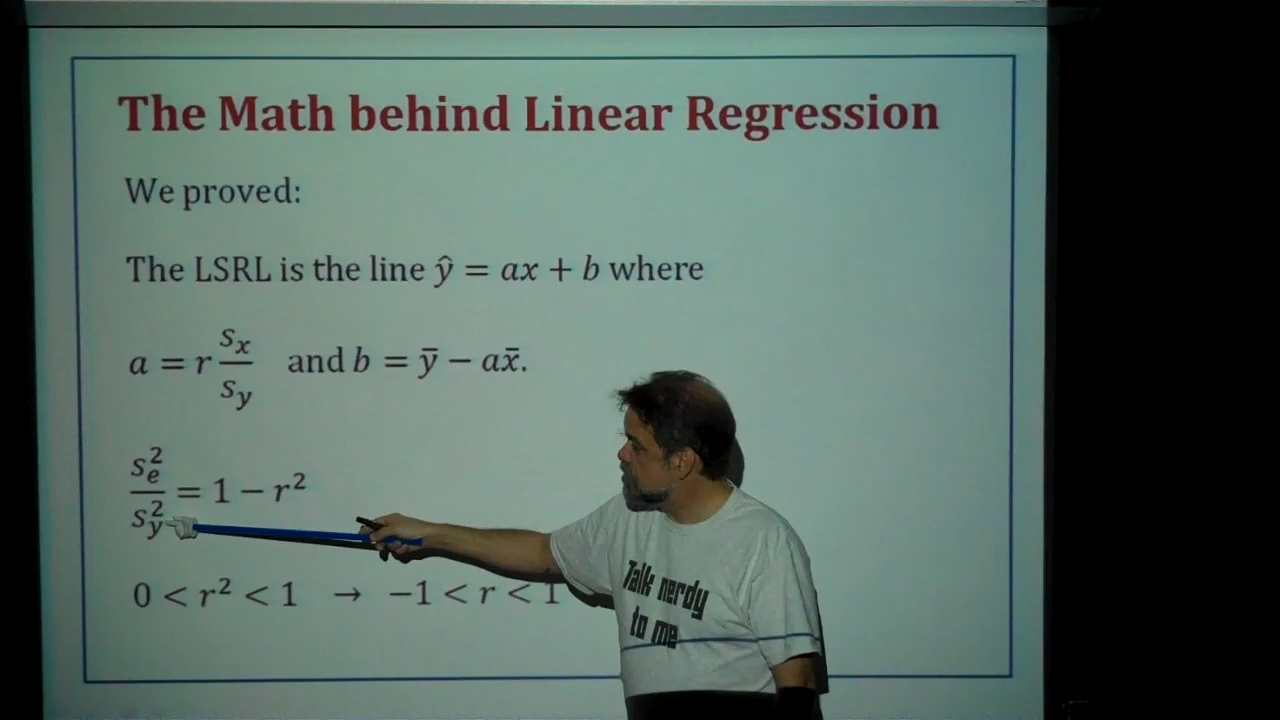 The Math behind Linear Regression
We proved:
The LSRL is the line ŷ = ax + b where
a = r sₓ/s_y and b = ȳ − ax̄.
s_e²/s_y² = 1 − r²
0 < r² < 1 → −1 < r < 1
Talk nerdy
to me